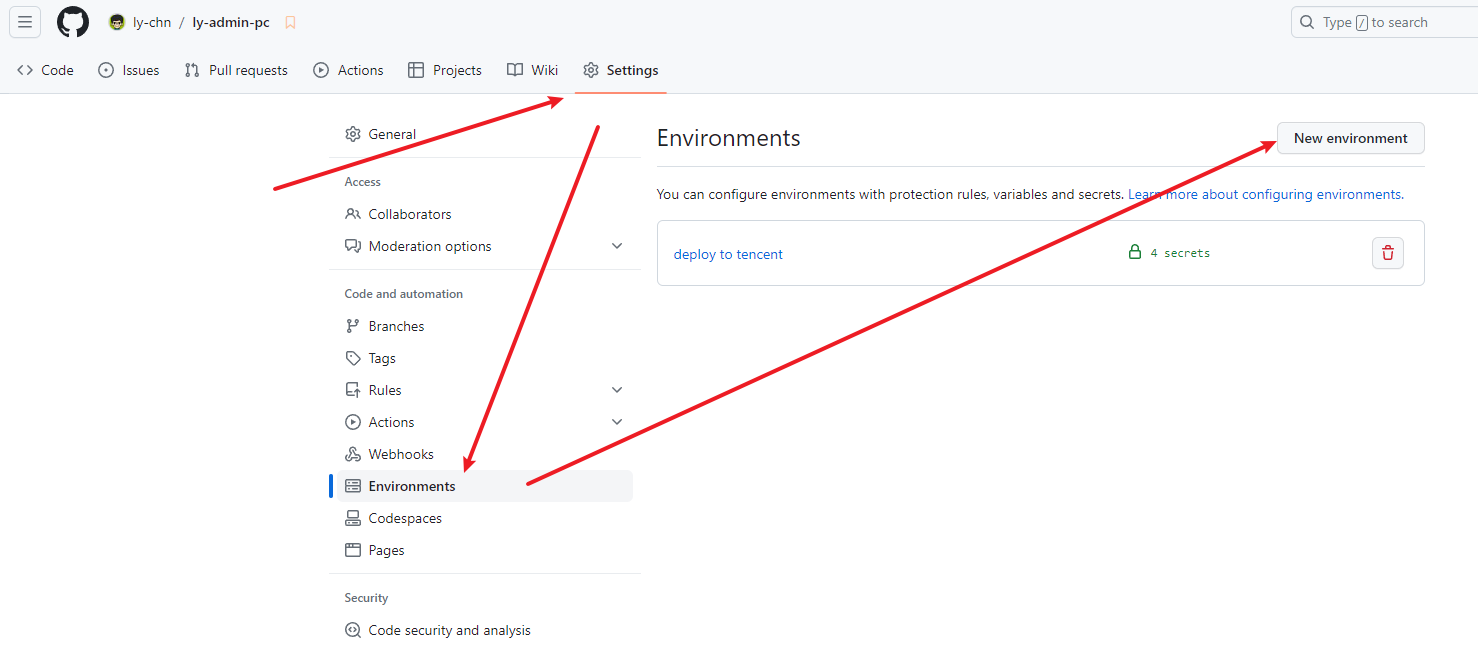 ly-chn / ly-admin-pc
Type / to search
Code Issues Pull requests Actions Projects Wiki Settings
General
Access
Collaborators
Moderation options
Code and automation
Branches
Tags
Rules
Actions
Webhooks
Environments
Codespaces
Pages
Security
Code security and analysis
Environments
New environment
You can configure environments with protection rules, variables and secrets. Learn more about configuring environments.
deploy to tencent
4 secrets